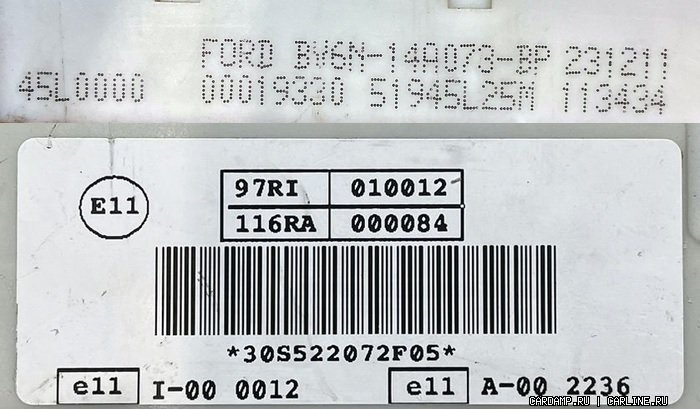 FORD BV6N-14A073-BP 231211
45L0000 00019330 51945L25M 113434
E11
97RI 010012
116RA 000084
*30S522072F05*
e11 I-00 0012 e11 A-00 2236
CARDAMP.RU | CARLINE.RU